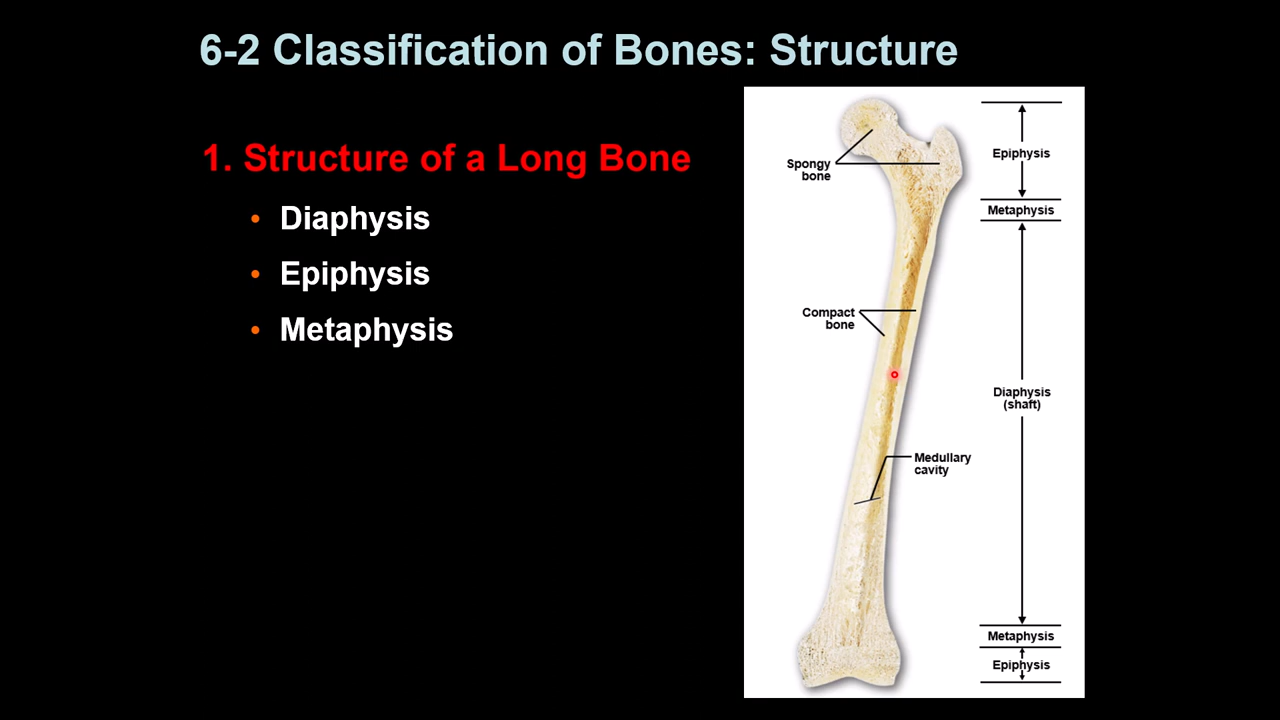 6-2 Classification of Bones: Structure
1. Structure of a Long Bone
• Diaphysis
• Epiphysis
• Metaphysis
Spongy
bone
Compact
bone
Medullary
cavity
Epiphysis
Metaphysis
Diaphysis
(shaft)
Metaphysis
Epiphysis